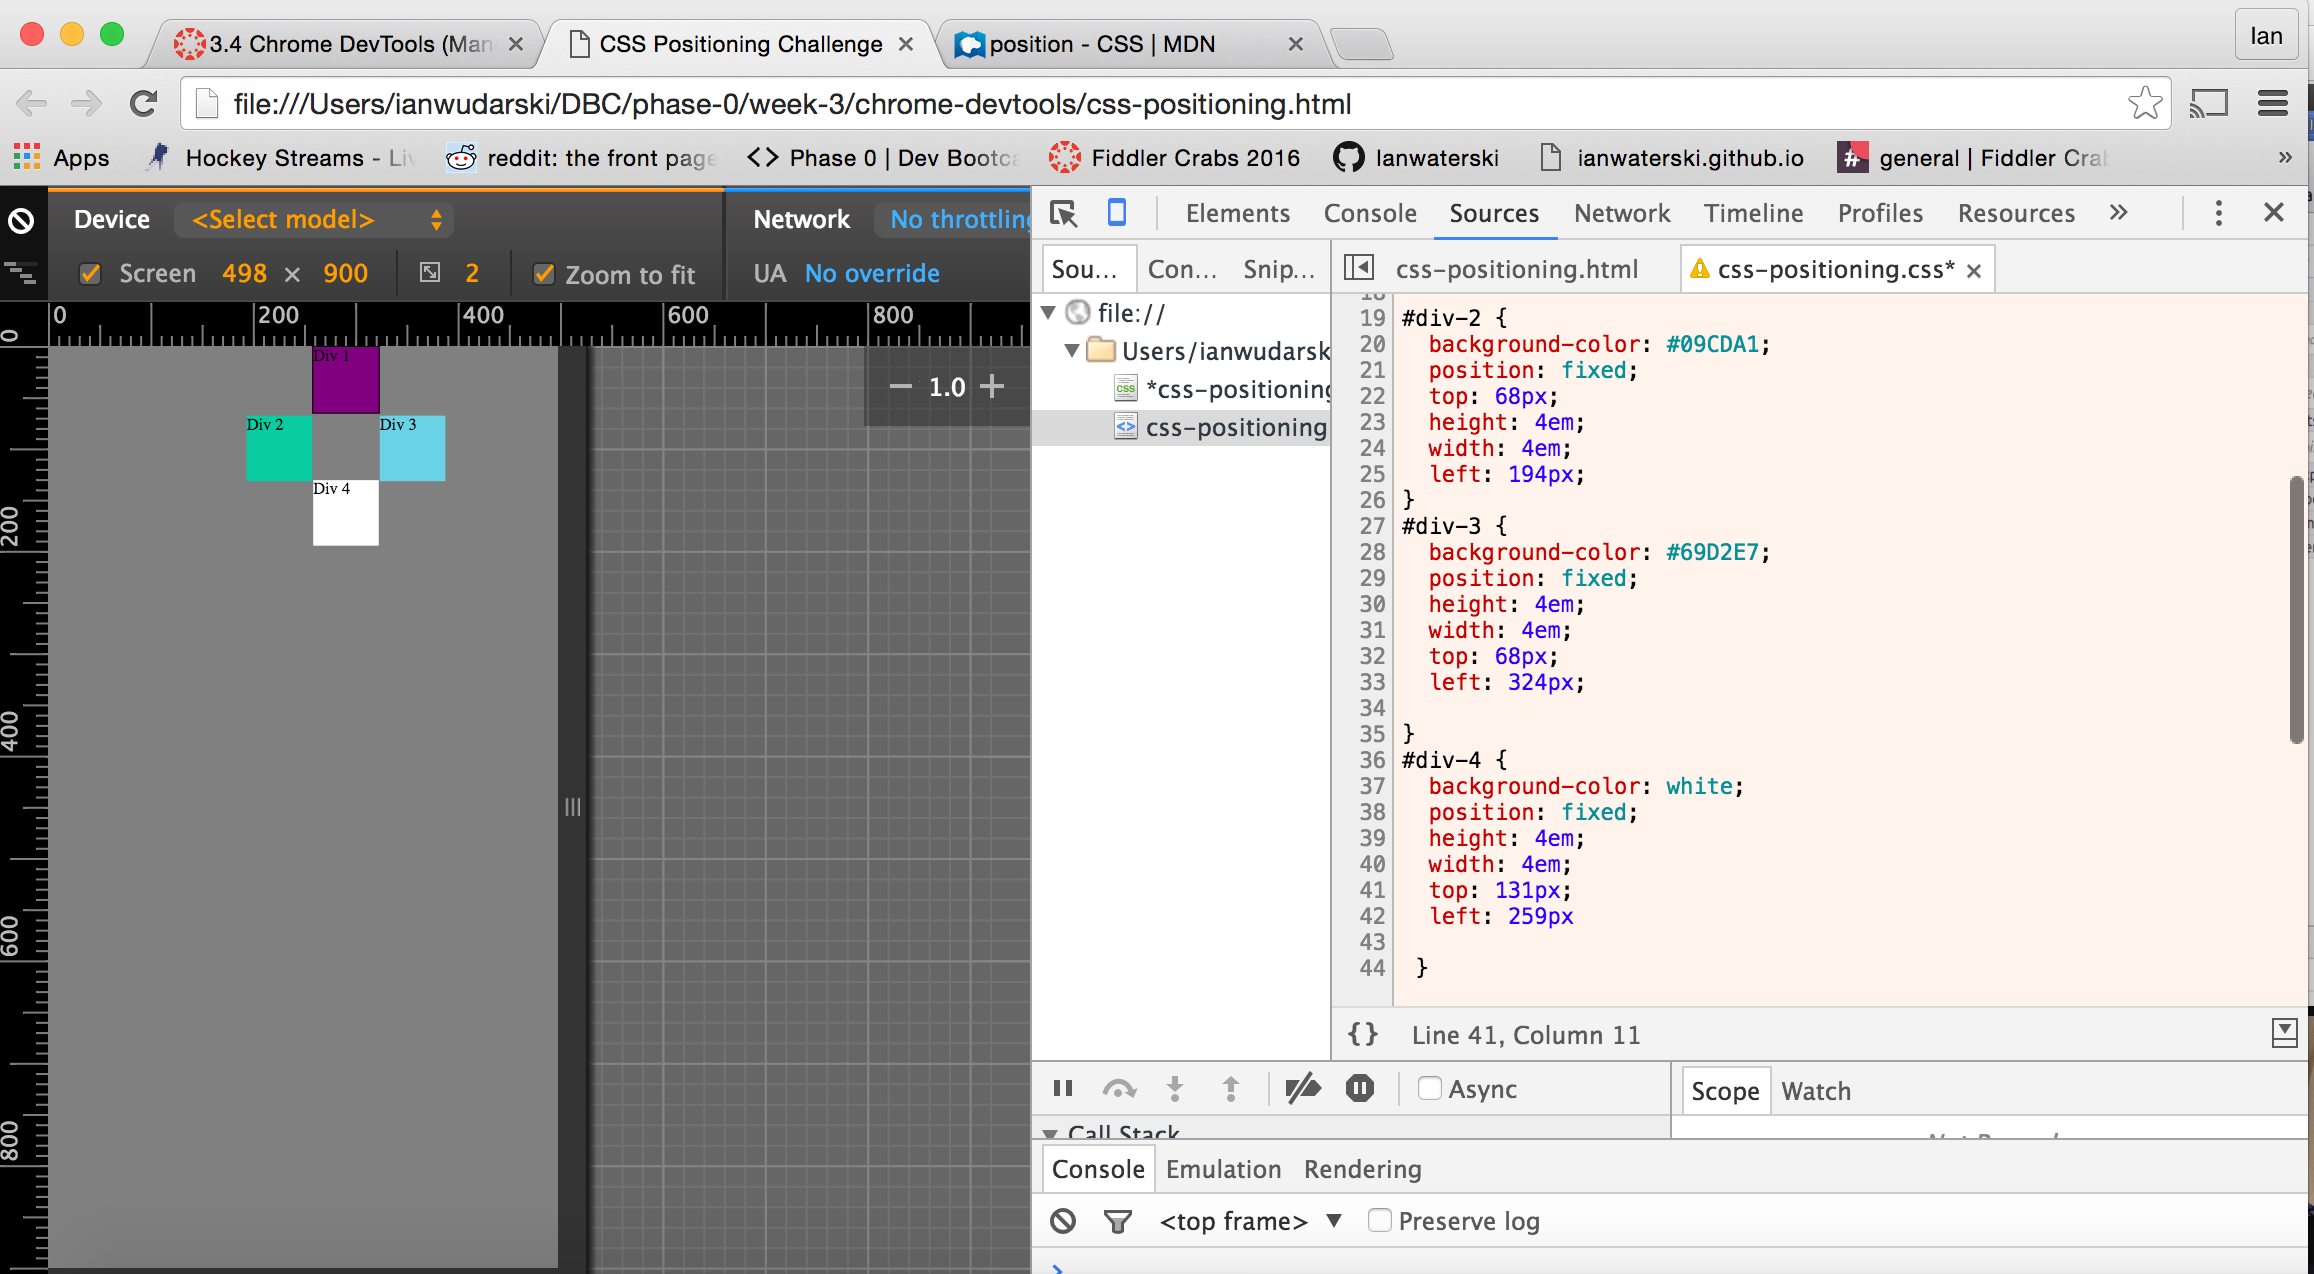 3.4 Chrome DevTools (Man
CSS Positioning Challenge
position - CSS | MDN
Ian
file:///Users/ianwudarski/DBC/phase-0/week-3/chrome-devtools/css-positioning.html
Apps
Hockey Streams - Liv
reddit: the front page
<> Phase 0 | Dev Bootca
Fiddler Crabs 2016
Ianwaterski
ianwaterski.github.io
# general | Fiddler Crab
»
Device <Select model>
Network No throttling
Screen 498 × 900 2 Zoom to fit
UA No override
0 200 400 600 800
0
200
400
600
800
Div 1
Div 2
Div 3
Div 4
− 1.0 +
Elements Console Sources Network Timeline Profiles Resources »
Sou... Con... Snip...
css-positioning.html
css-positioning.css*
file://
Users/ianwudarsk
*css-positioning
css-positioning
18
19 #div-2 {
20 background-color: #09CDA1;
21 position: fixed;
22 top: 68px;
23 height: 4em;
24 width: 4em;
25 left: 194px;
26 }
27 #div-3 {
28 background-color: #69D2E7;
29 position: fixed;
30 height: 4em;
31 width: 4em;
32 top: 68px;
33 left: 324px;
34
35 }
36 #div-4 {
37 background-color: white;
38 position: fixed;
39 height: 4em;
40 width: 4em;
41 top: 131px;
42 left: 259px
43
44 }
{} Line 41, Column 11
Async
Scope Watch
Call Stack
Console Emulation Rendering
<top frame> Preserve log